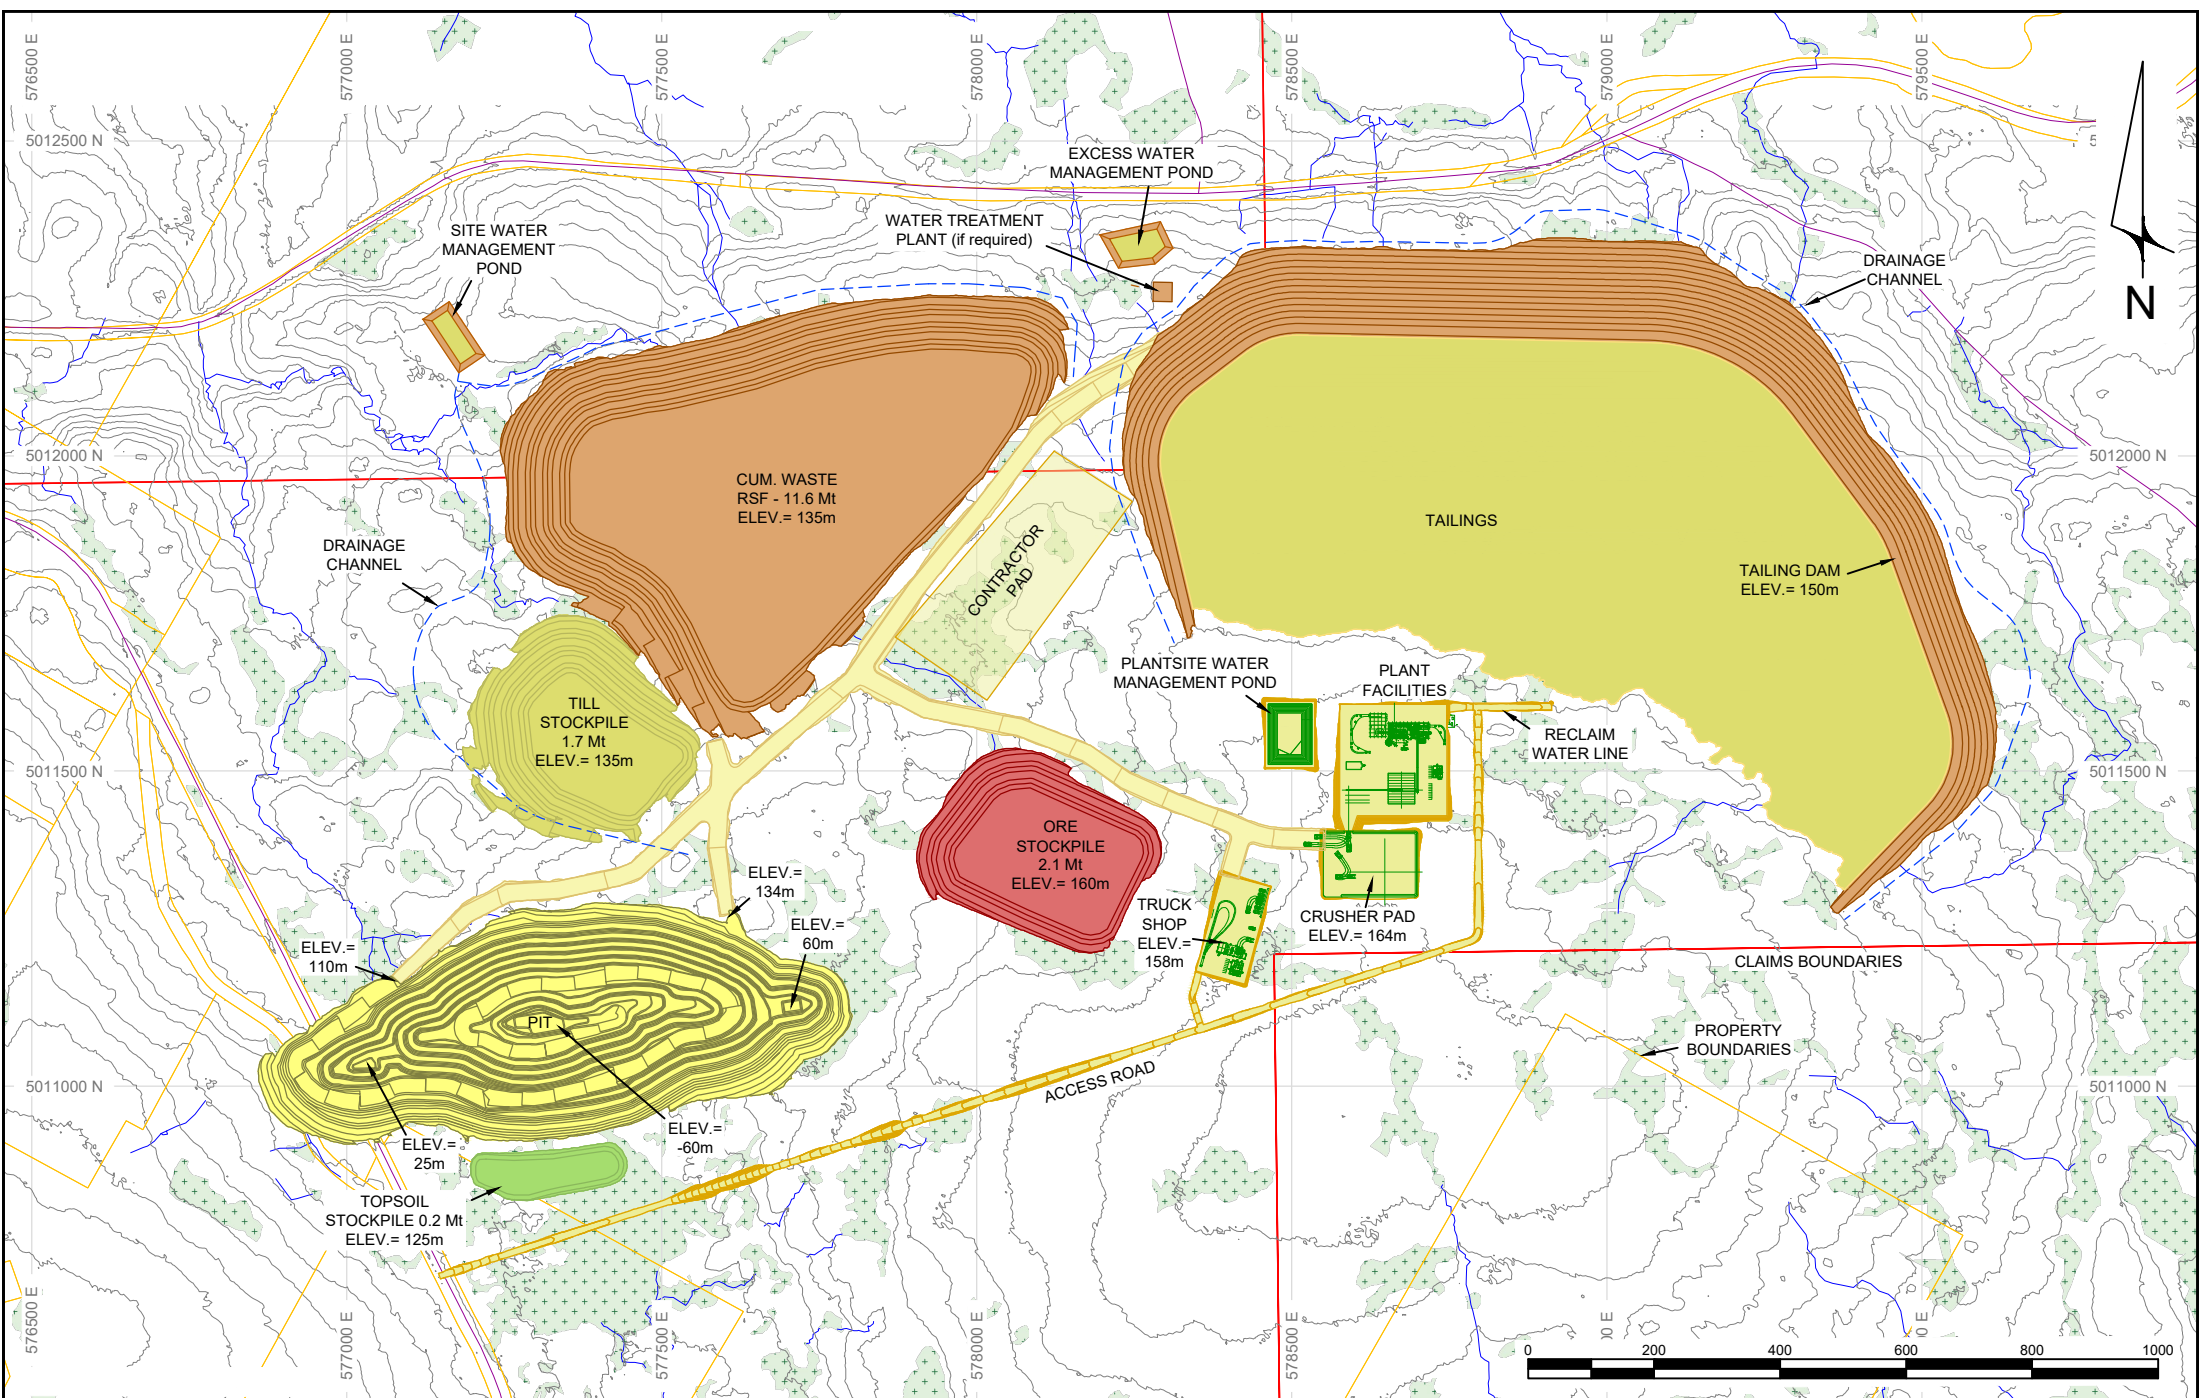 576500 E
577000 E
577500 E
578000 E
578500 E
579000 E
579500 E
5012500 N
EXCESS WATER
MANAGEMENT POND
WATER TREATMENT
PLANT (if required)
SITE WATER
MANAGEMENT
POND
DRAINAGE
CHANNEL
N
5012000 N
5012000 N
CUM. WASTE
RSF - 11.6 Mt
ELEV.= 135m
TAILINGS
DRAINAGE
CHANNEL
CONTRACTOR
PAD
TAILING DAM
ELEV.= 150m
PLANTSITE WATER
MANAGEMENT POND
PLANT
FACILITIES
TILL
STOCKPILE
1.7 Mt
ELEV.= 135m
RECLAIM
WATER LINE
5011500 N
5011500 N
ORE
STOCKPILE
2.1 Mt
ELEV.= 160m
ELEV.=
134m
TRUCK
SHOP
ELEV.=
158m
CRUSHER PAD
ELEV.= 164m
ELEV.=
60m
ELEV.=
110m
CLAIMS BOUNDARIES
PIT
PROPERTY
BOUNDARIES
5011000 N
5011000 N
ACCESS ROAD
ELEV.=
-60m
ELEV.=
25m
TOPSOIL
STOCKPILE 0.2 Mt
ELEV.= 125m
576500 E
577000 E
577500 E
578000 E
578500 E
0 200 400 600 800 1000